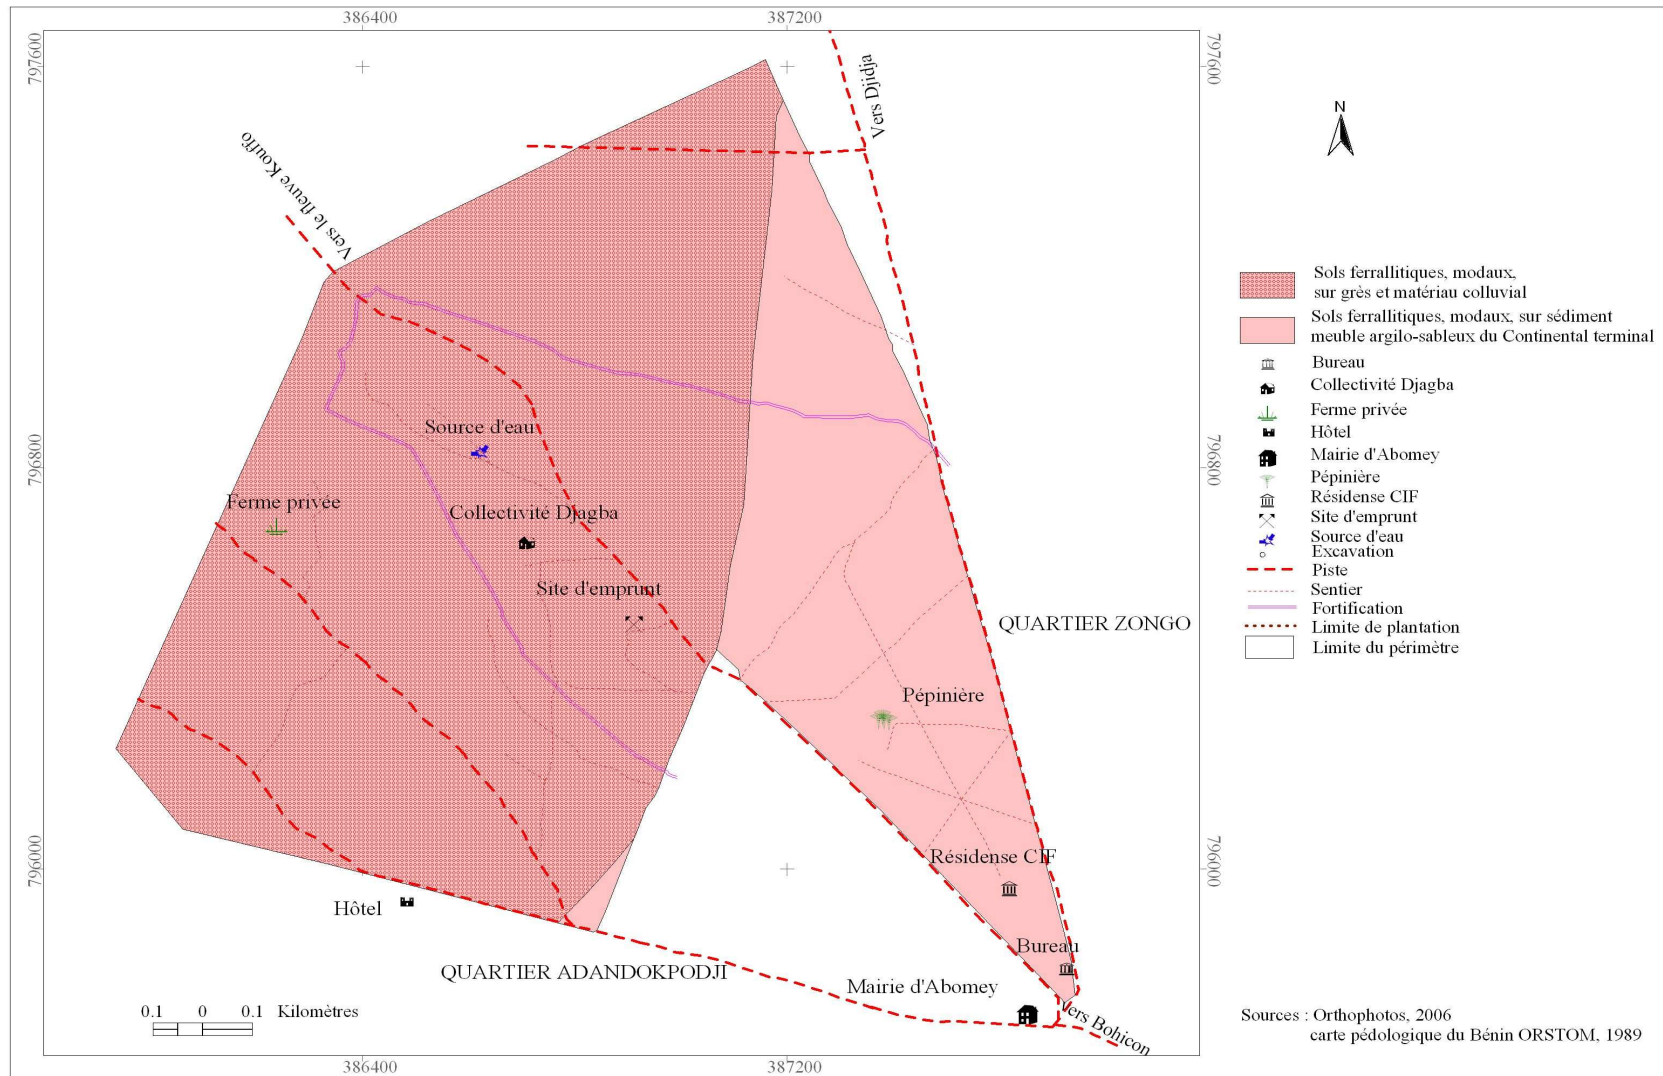 386400
387200
797600
797600
Vers Djidja
N
Vers le fleuve Kouffo
Sols ferrallitiques, modaux,
sur grès et matériau colluvial
Sols ferrallitiques, modaux, sur sédiment
meuble argilo-sableux du Continental terminal
Bureau
Collectivité Djagba
Ferme privée
Hôtel
Mairie d'Abomey
Pépinière
Résidense CIF
Site d'emprunt
Source d'eau
Excavation
Piste
Sentier
Fortification
Limite de plantation
Limite du périmètre
Source d'eau
796800
796800
Ferme privée
Collectivité Djagba
Site d'emprunt
QUARTIER ZONGO
Pépinière
Résidense CIF
796000
796000
Hôtel
Bureau
QUARTIER ADANDOKPODJI
Mairie d'Abomey
Vers Bohicon
0.1 0 0.1 Kilomètres
Sources : Orthophotos, 2006
carte pédologique du Bénin ORSTOM, 1989
386400
387200